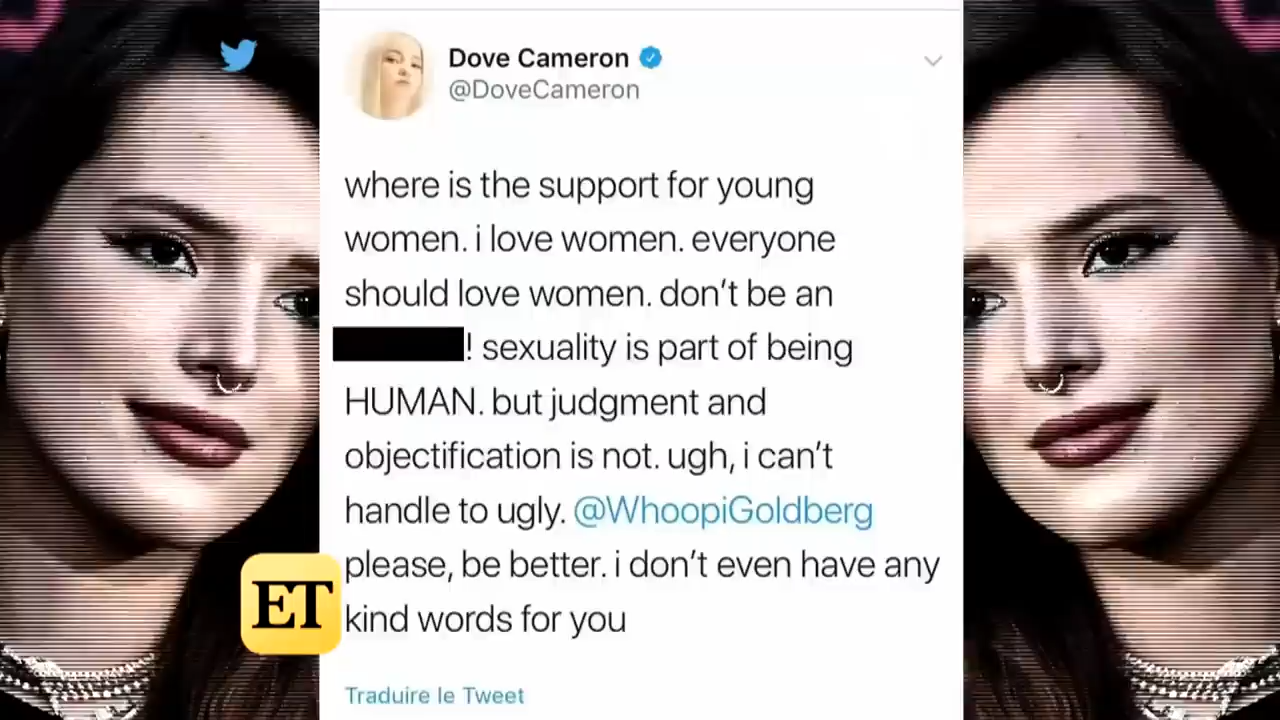 Dove Cameron
@DoveCameron
where is the support for young
women. i love women. everyone
should love women. don't be an
! sexuality is part of being
HUMAN. but judgment and
objectification is not. ugh, i can't
handle to ugly. @WhoopiGoldberg
please, be better. i don't even have any
kind words for you
ET
Traduire le Tweet